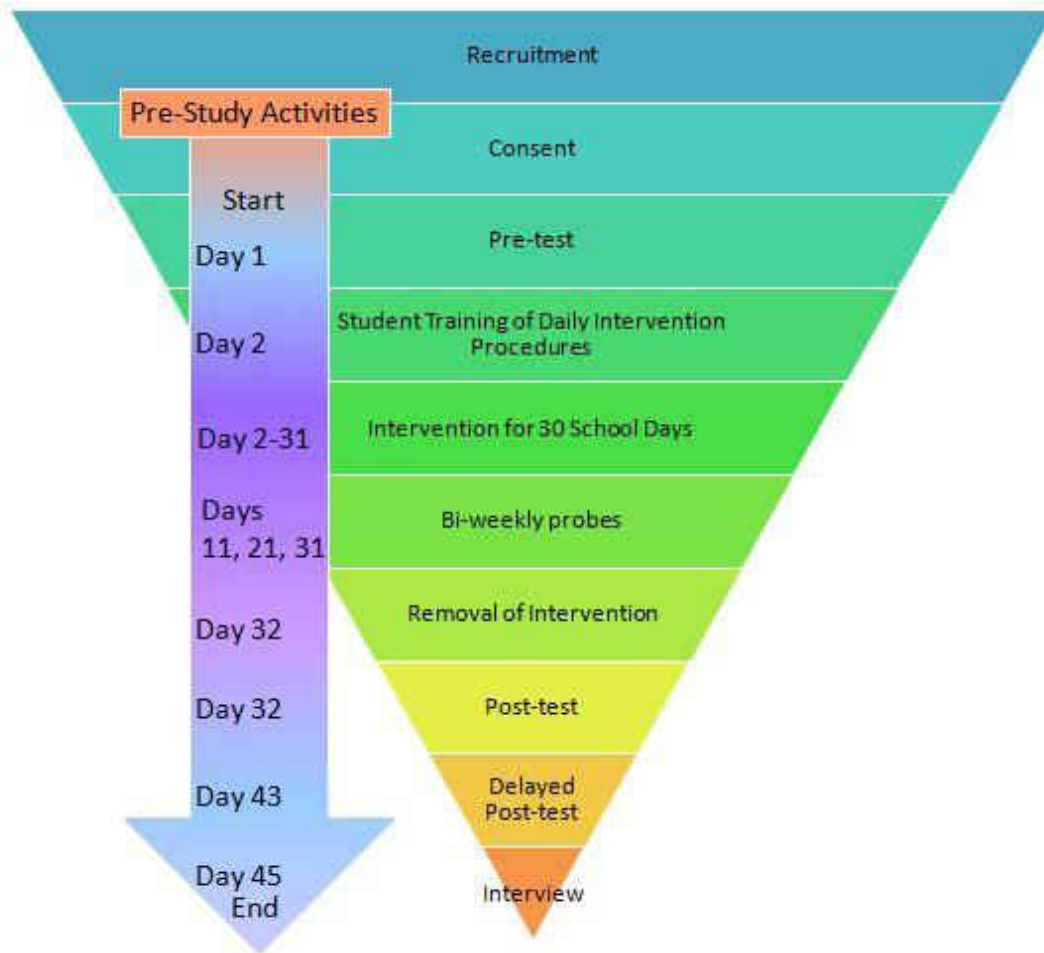 Recruitment
Pre-Study Activities
Consent
Start
Day 1
Pre-test
Day 2
Student Training of Daily Intervention
Procedures
Day 2-31
Intervention for 30 School Days
Days
11, 21, 31
Bi-weekly probes
Day 32
Removal of Intervention
Day 32
Post-test
Day 43
Delayed
Post-test
Day 45
End
Interview